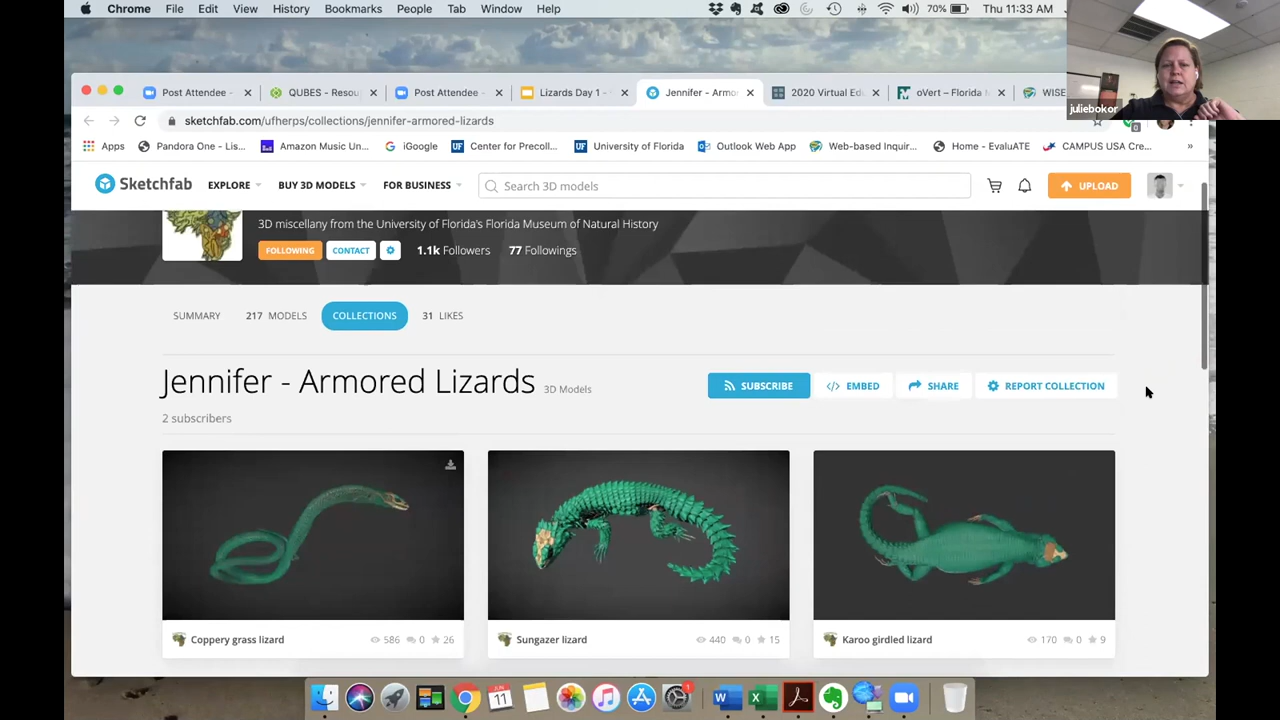 Chrome File Edit View History Bookmarks People Tab Window Help
70% Thu 11:33 AM
juliebokor
Post Attendee -
QUBES - Resou
Post Attendee -
Lizards Day 1 -
Jennifer - Armor
2020 Virtual Edu
oVert – Florida M
WISE
sketchfab.com/ufherps/collections/jennifer-armored-lizards
Apps Pandora One - Lis... Amazon Music Un... iGoogle Center for Precoll... University of Florida Outlook Web App Web-based Inquir... Home - EvaluATE CAMPUS USA Cre... »
Sketchfab EXPLORE BUY 3D MODELS FOR BUSINESS Search 3D models UPLOAD
3D miscellany from the University of Florida's Florida Museum of Natural History
FOLLOWING CONTACT 1.1k Followers 77 Followings
SUMMARY 217 MODELS COLLECTIONS 31 LIKES
Jennifer - Armored Lizards 3D Models
SUBSCRIBE </> EMBED SHARE REPORT COLLECTION
2 subscribers
Coppery grass lizard 586 0 26
Sungazer lizard 440 0 15
Karoo girdled lizard 170 0 9
JUN
11
1